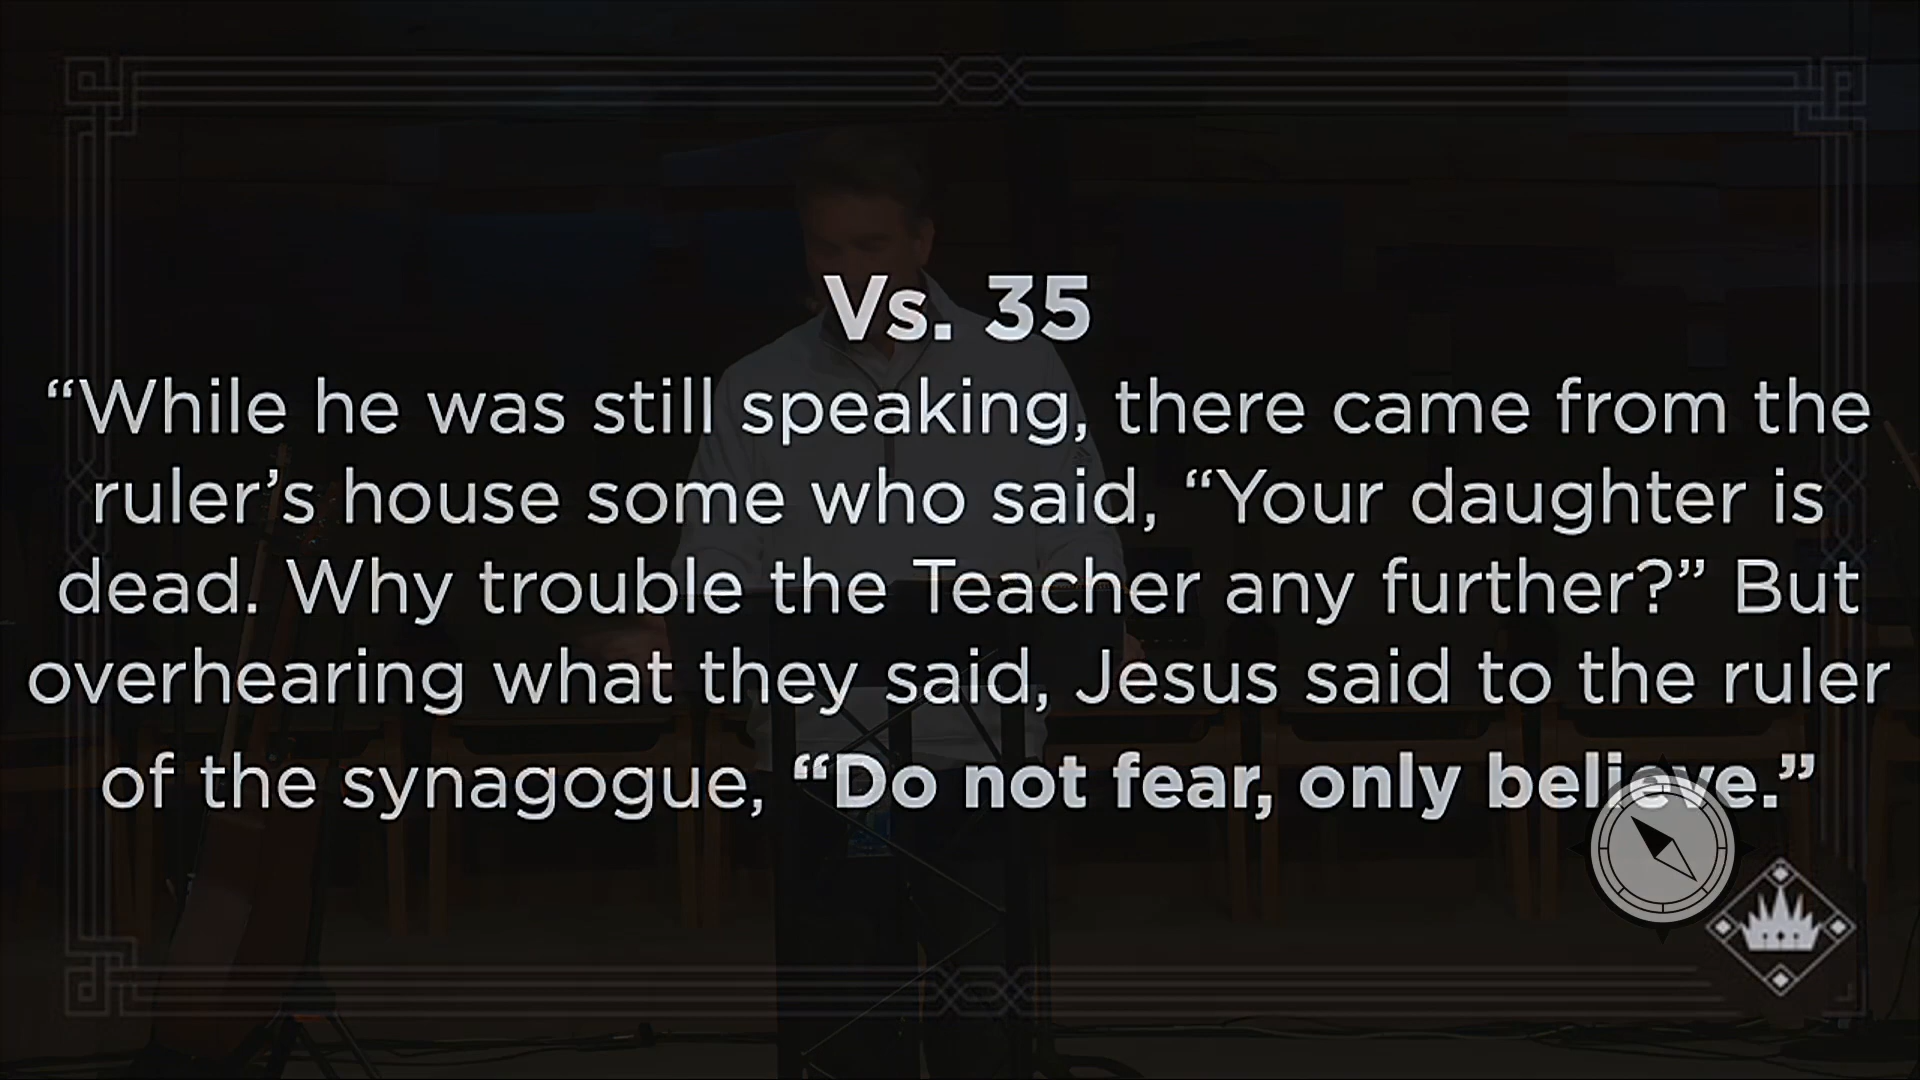 Vs. 35
“While he was still speaking, there came from the
ruler’s house some who said, “Your daughter is
dead. Why trouble the Teacher any further?” But
overhearing what they said, Jesus said to the ruler
of the synagogue, “Do not fear, only believe.”